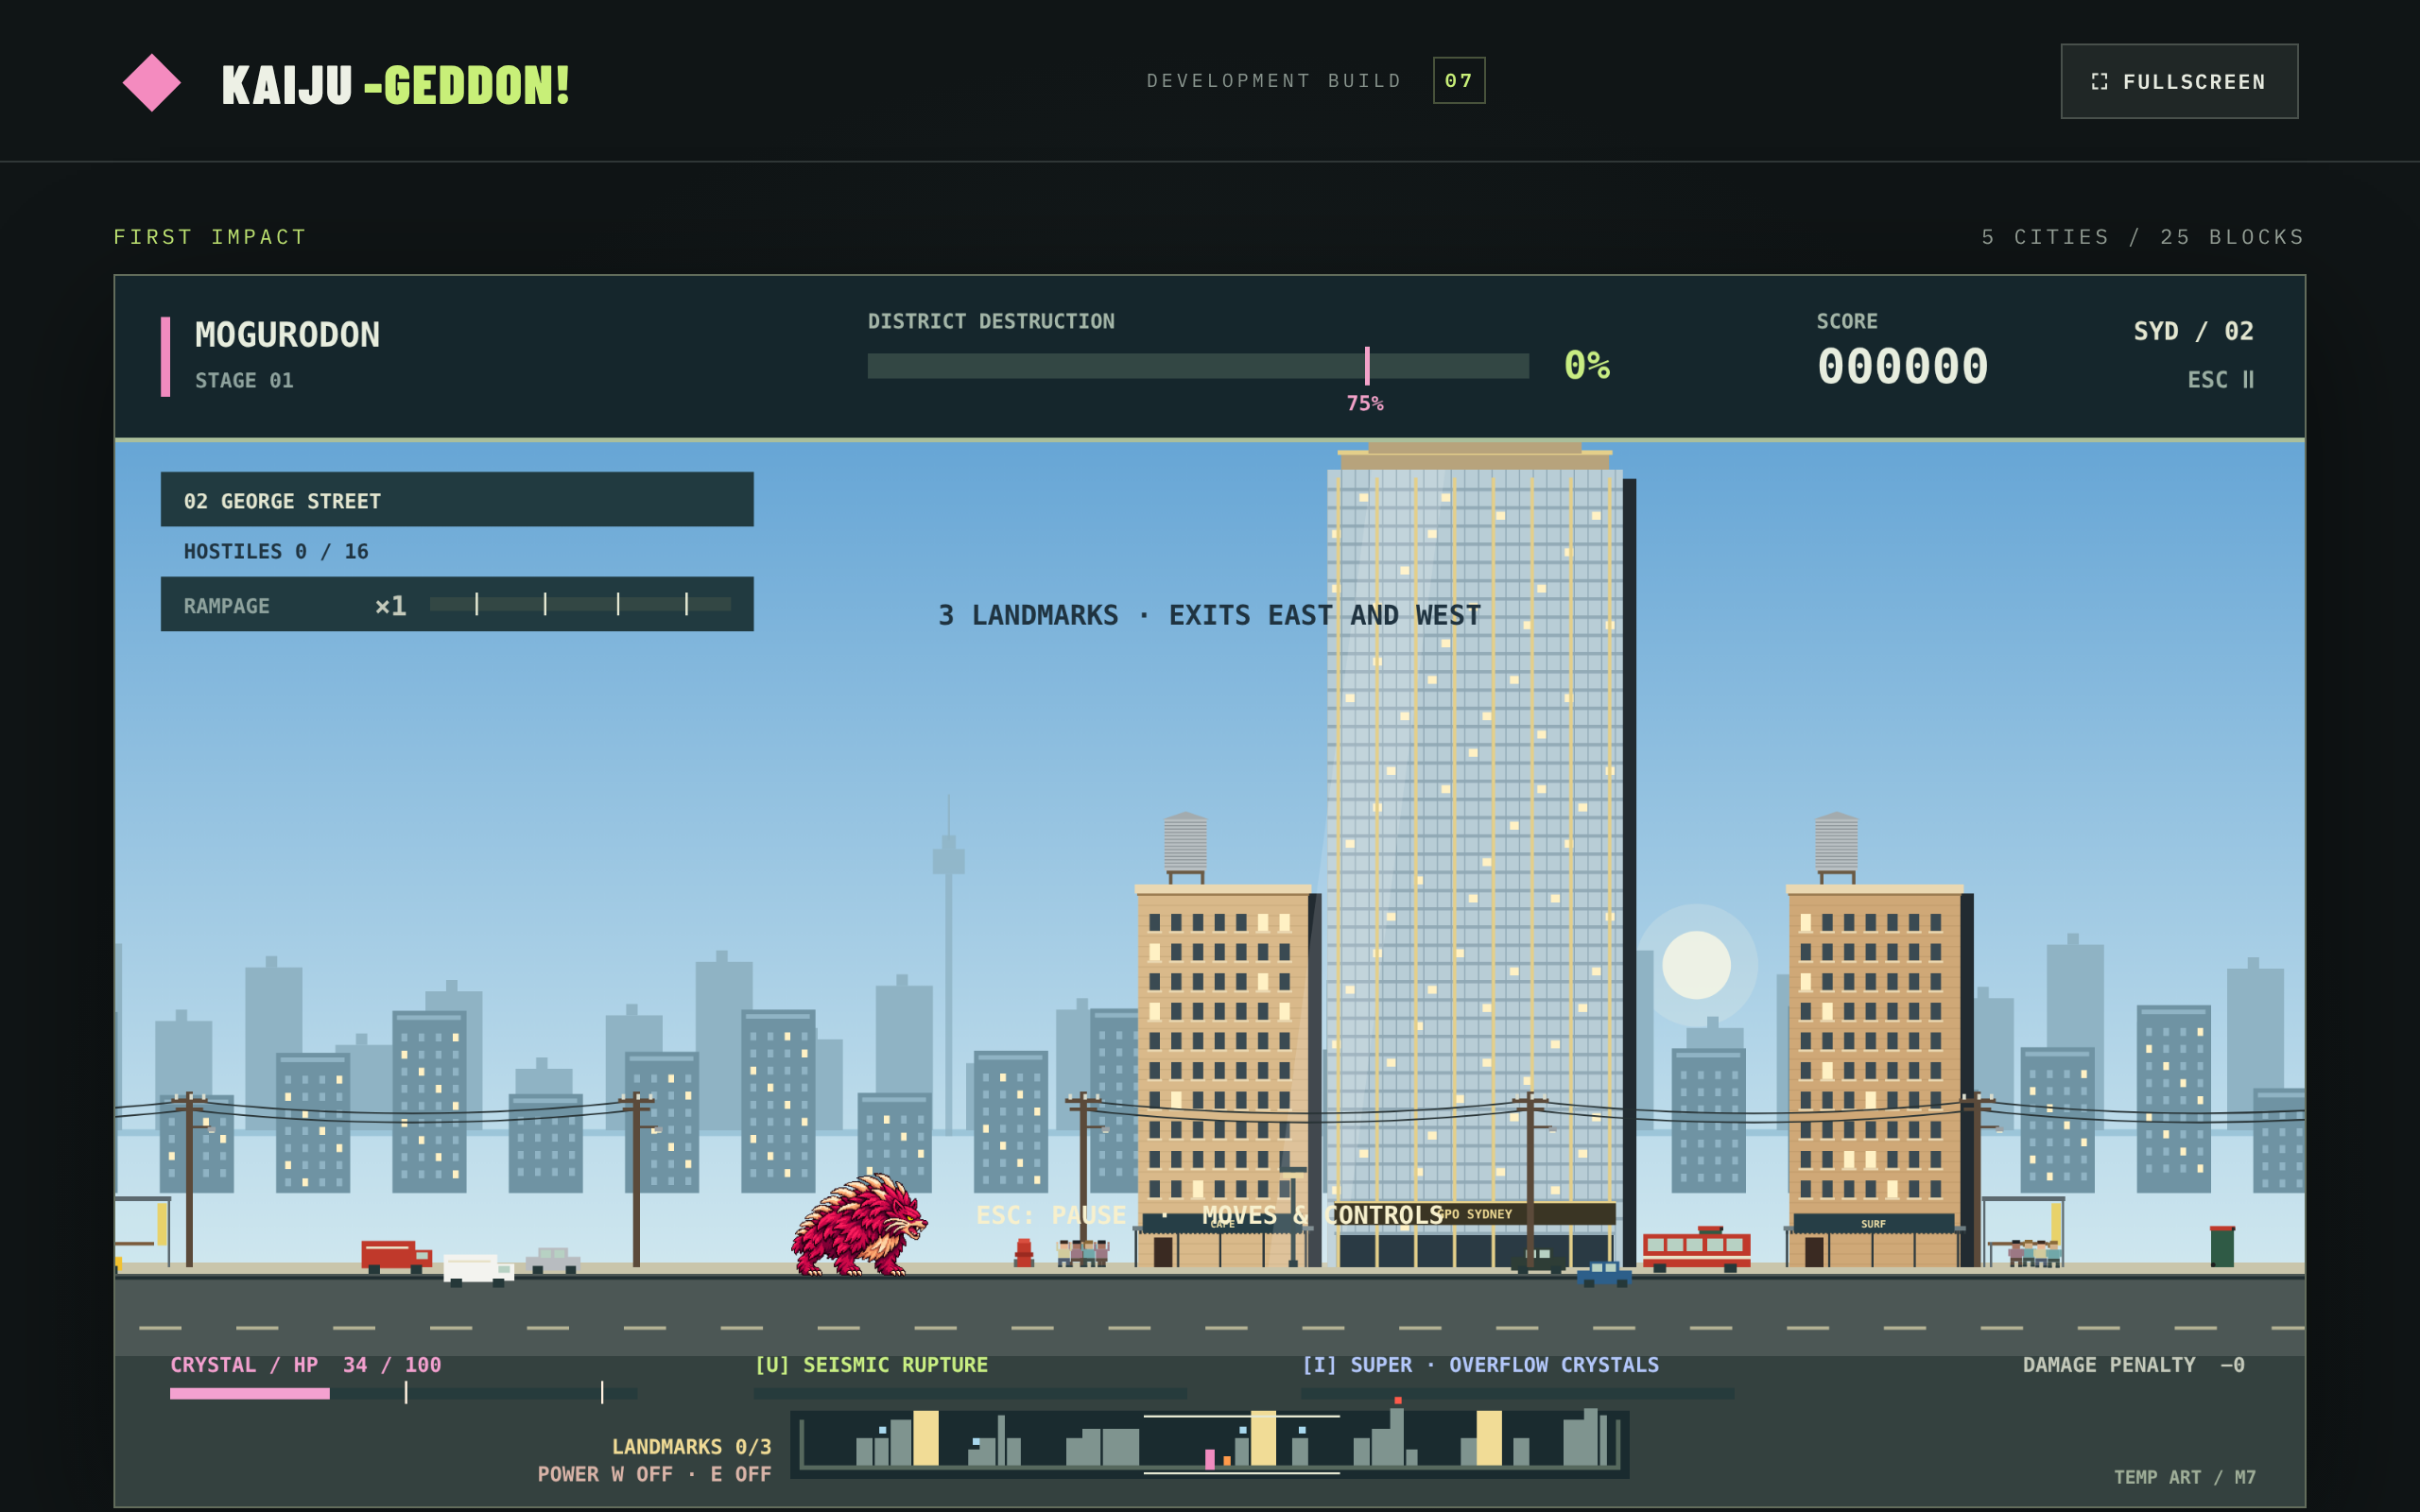 KAIJU-GEDDON!
DEVELOPMENT BUILD 07
FULLSCREEN
FIRST IMPACT
5 CITIES / 25 BLOCKS
MOGURODON
STAGE 01
DISTRICT DESTRUCTION
0%
75%
SCORE
000000
SYD / 02
ESC II
02 GEORGE STREET
HOSTILES 0 / 16
RAMPAGE ×1
3 LANDMARKS · EXITS EAST AND WEST
ESC: PAUSE · MOVES & CONTROLS
GPO SYDNEY
CAFE
SURF
CRYSTAL / HP 34 / 100
[U] SEISMIC RUPTURE
[I] SUPER · OVERFLOW CRYSTALS
DAMAGE PENALTY −0
LANDMARKS 0/3
POWER W OFF · E OFF
TEMP ART / M7